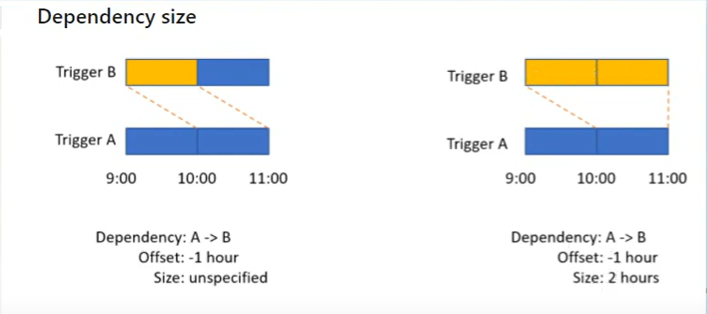 Dependency size
Trigger B
Trigger A
9:00 10:00 11:00
Dependency: A -> B
Offset: -1 hour
Size: unspecified
Trigger B
Trigger A
9:00 10:00 11:00
Dependency: A -> B
Offset: -1 hour
Size: 2 hours